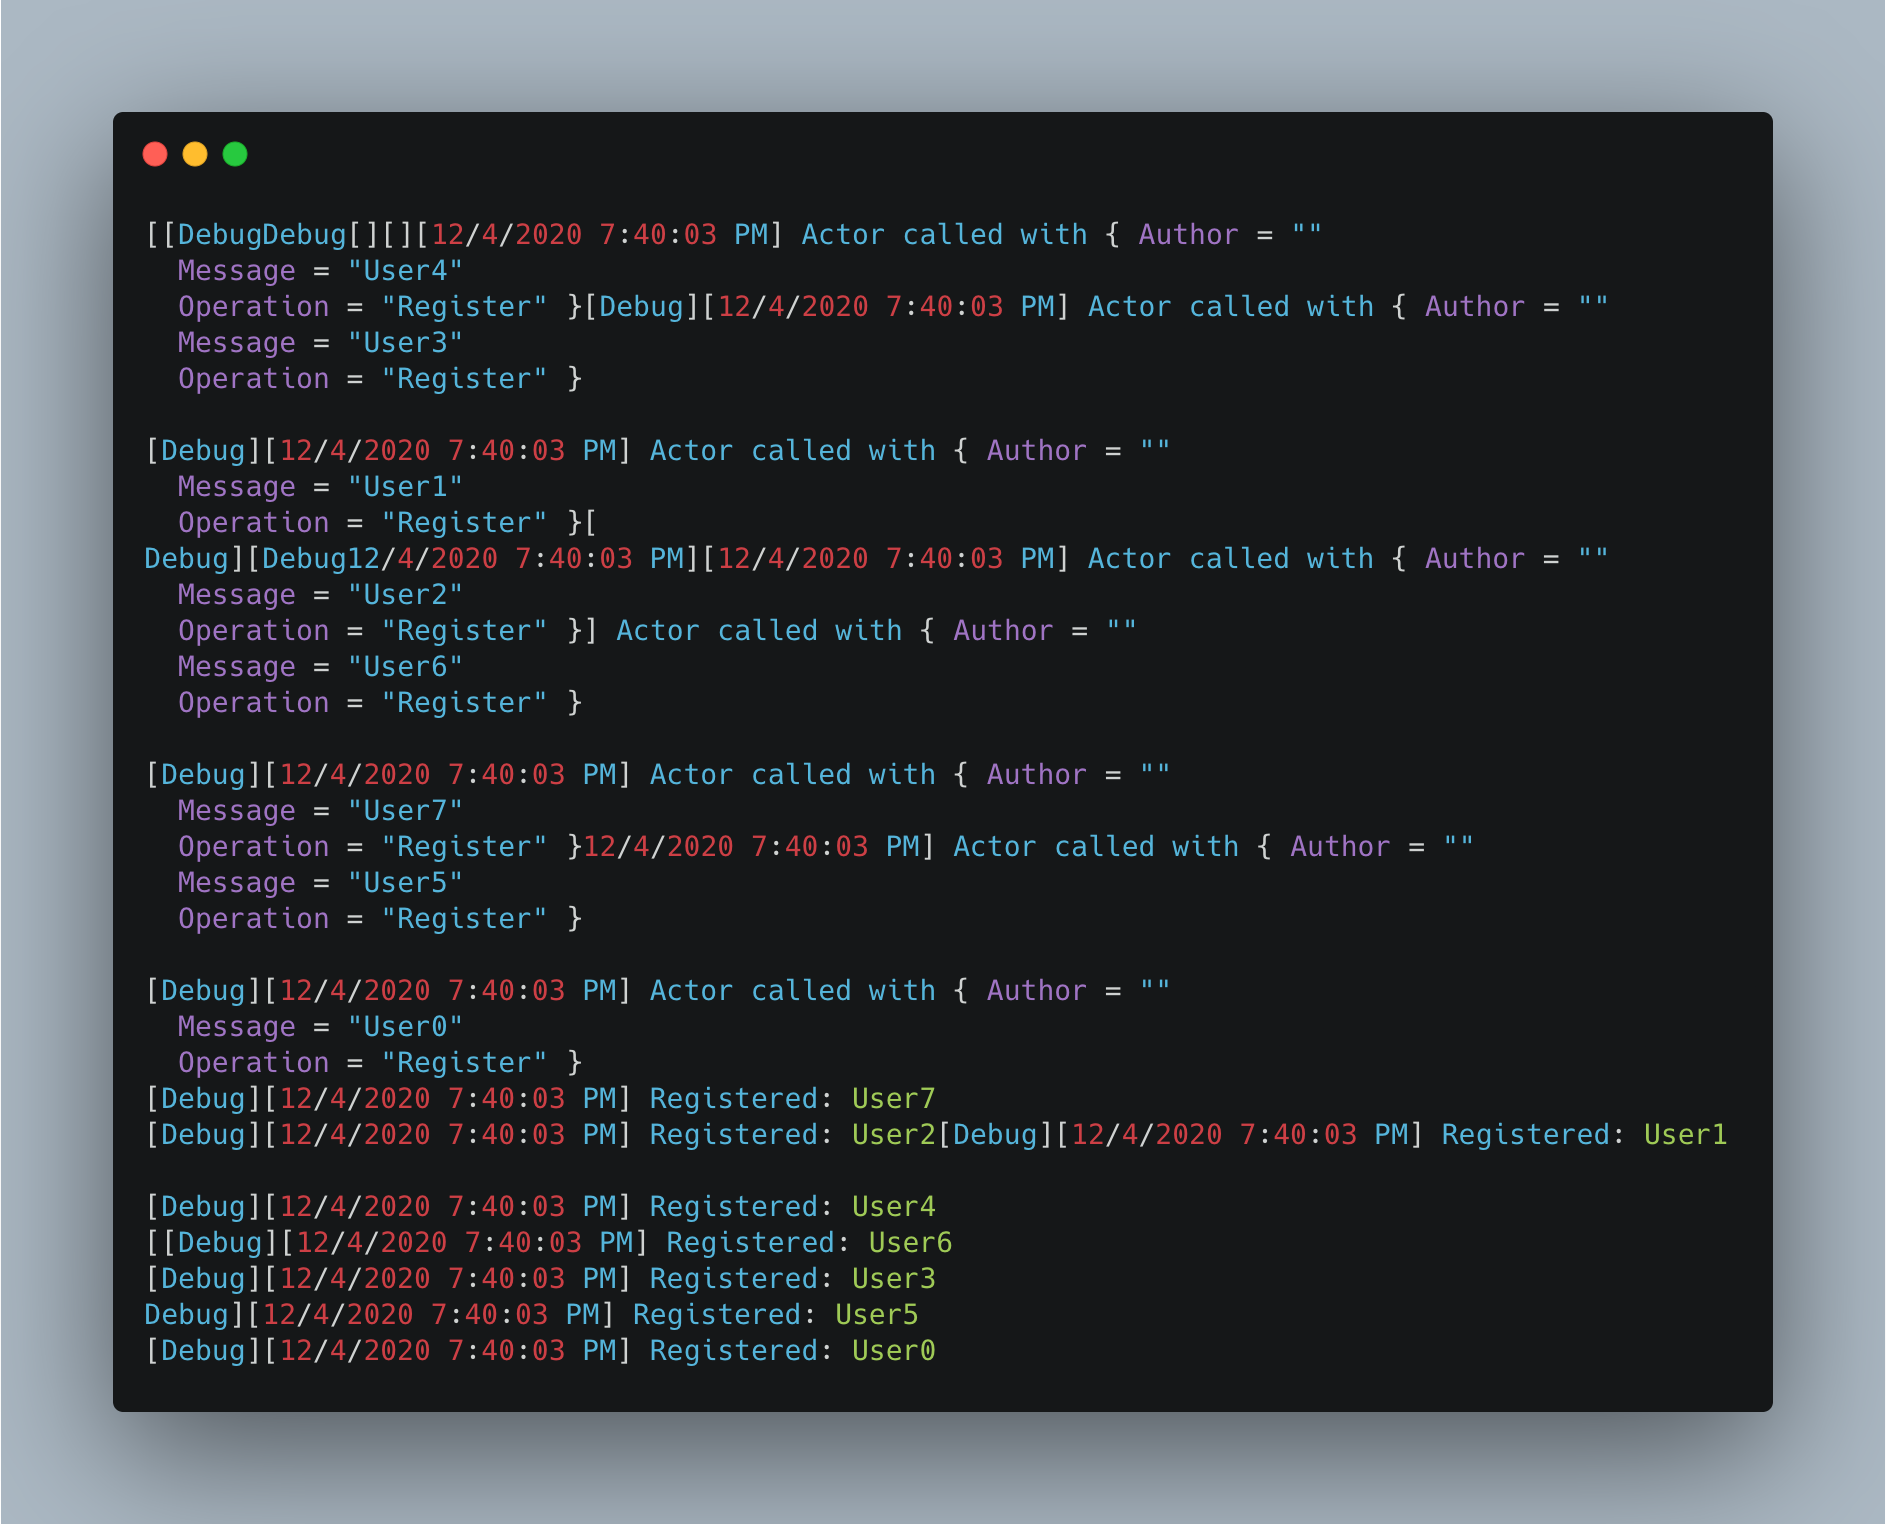 [[DebugDebug[][][12/4/2020 7:40:03 PM] Actor called with { Author = ""
  Message = "User4"
  Operation = "Register" }[Debug][12/4/2020 7:40:03 PM] Actor called with { Author = ""
  Message = "User3"
  Operation = "Register" }

[Debug][12/4/2020 7:40:03 PM] Actor called with { Author = ""
  Message = "User1"
  Operation = "Register" }[
Debug][Debug12/4/2020 7:40:03 PM][12/4/2020 7:40:03 PM] Actor called with { Author = ""
  Message = "User2"
  Operation = "Register" }] Actor called with { Author = ""
  Message = "User6"
  Operation = "Register" }

[Debug][12/4/2020 7:40:03 PM] Actor called with { Author = ""
  Message = "User7"
  Operation = "Register" }12/4/2020 7:40:03 PM] Actor called with { Author = ""
  Message = "User5"
  Operation = "Register" }

[Debug][12/4/2020 7:40:03 PM] Actor called with { Author = ""
  Message = "User0"
  Operation = "Register" }
[Debug][12/4/2020 7:40:03 PM] Registered: User7
[Debug][12/4/2020 7:40:03 PM] Registered: User2[Debug][12/4/2020 7:40:03 PM] Registered: User1

[Debug][12/4/2020 7:40:03 PM] Registered: User4
[[Debug][12/4/2020 7:40:03 PM] Registered: User6
[Debug][12/4/2020 7:40:03 PM] Registered: User3
Debug][12/4/2020 7:40:03 PM] Registered: User5
[Debug][12/4/2020 7:40:03 PM] Registered: User0